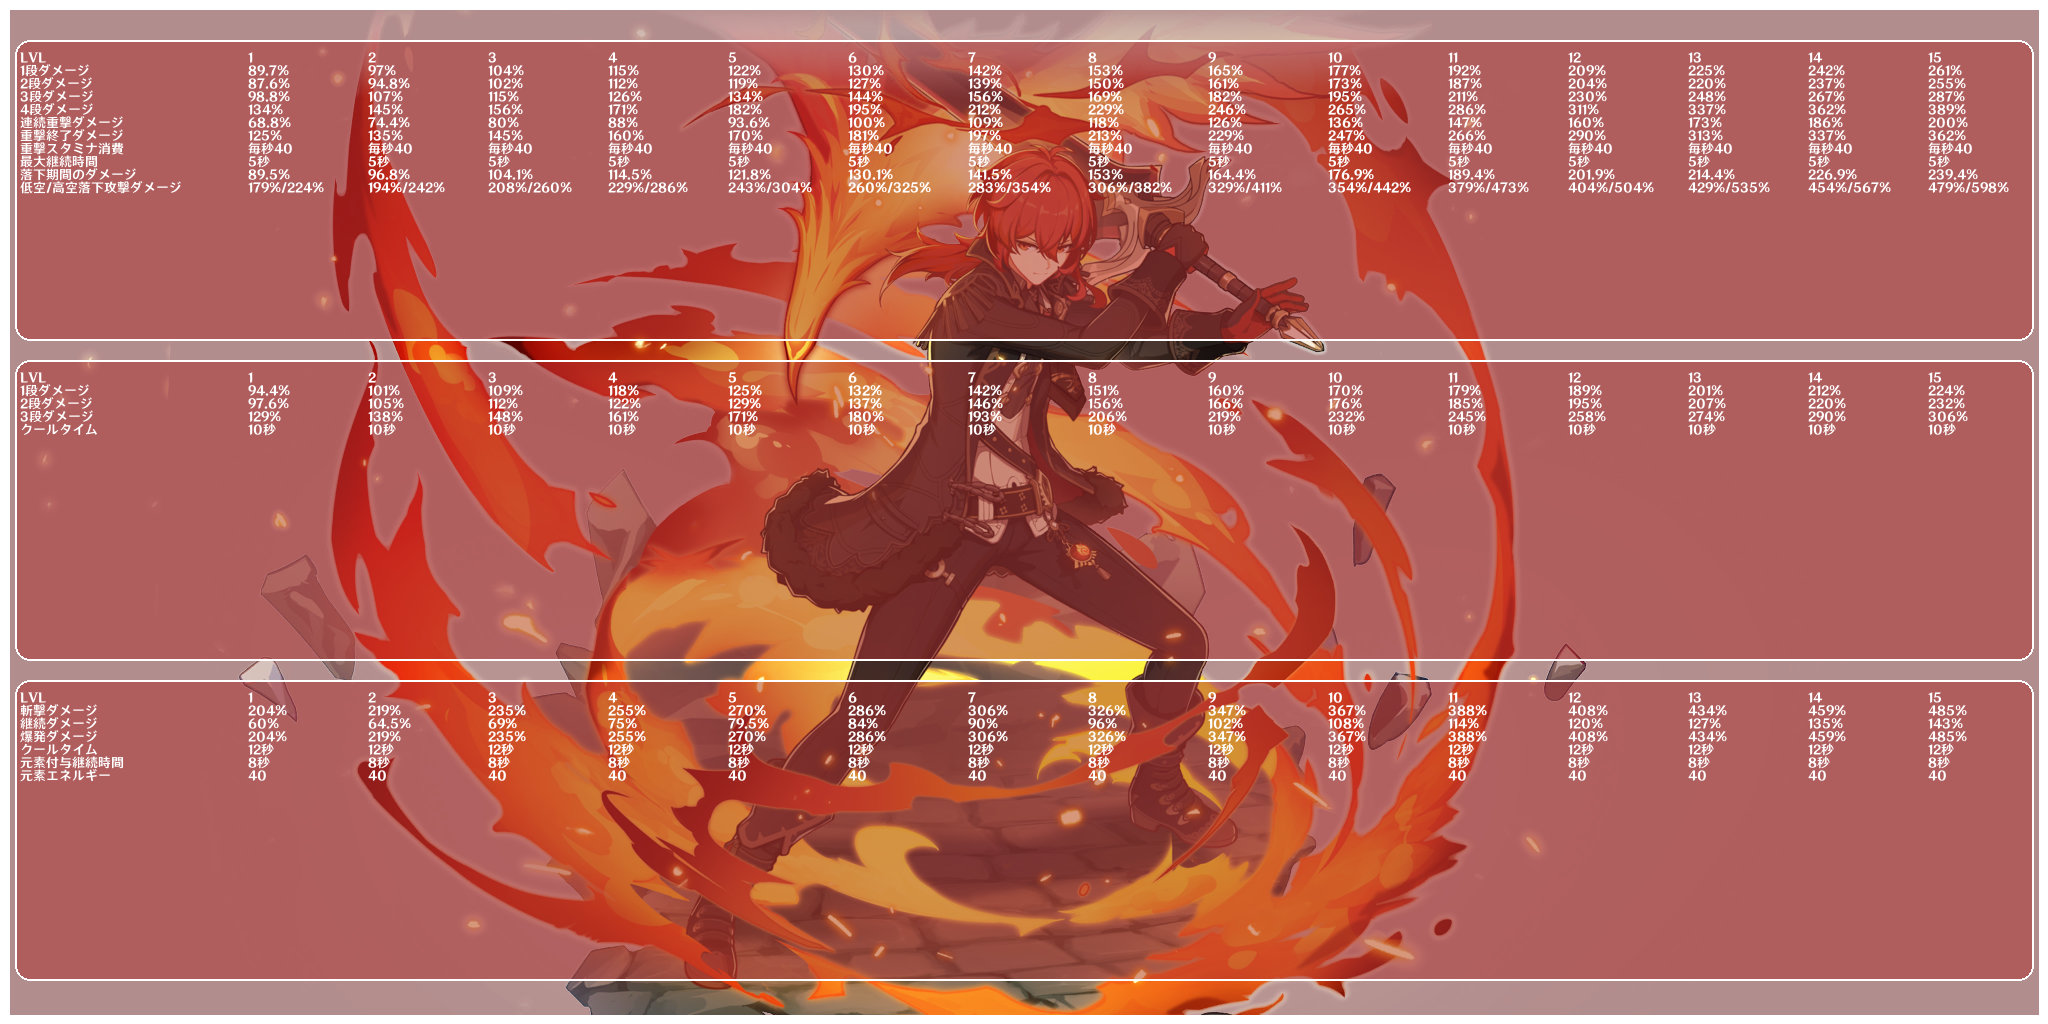 LVL 1 2 3 4 5 6 7 8 9 10 11 12 13 14 15
1段ダメージ 89.7% 97% 104% 115% 122% 130% 142% 153% 165% 177% 192% 209% 225% 242% 261%
2段ダメージ 87.6% 94.8% 102% 112% 119% 127% 139% 150% 161% 173% 187% 204% 220% 237% 255%
3段ダメージ 98.8% 107% 115% 126% 134% 144% 156% 169% 182% 195% 211% 230% 248% 267% 287%
4段ダメージ 134% 145% 156% 171% 182% 195% 212% 229% 246% 265% 286% 311% 337% 362% 389%
連続重撃ダメージ 68.8% 74.4% 80% 88% 93.6% 100% 109% 118% 126% 136% 147% 160% 173% 186% 200%
重撃終了ダメージ 125% 135% 145% 160% 170% 181% 197% 213% 229% 247% 266% 290% 313% 337% 362%
重撃スタミナ消費 毎秒40 毎秒40 毎秒40 毎秒40 毎秒40 毎秒40 毎秒40 毎秒40 毎秒40 毎秒40 毎秒40 毎秒40 毎秒40 毎秒40 毎秒40
最大継続時間 5秒 5秒 5秒 5秒 5秒 5秒 5秒 5秒 5秒 5秒 5秒 5秒 5秒 5秒 5秒
落下期間のダメージ 89.5% 96.8% 104.1% 114.5% 121.8% 130.1% 141.5% 153% 164.4% 176.9% 189.4% 201.9% 214.4% 226.9% 239.4%
低空/高空落下攻撃ダメージ 179%/224% 194%/242% 208%/260% 229%/286% 243%/304% 260%/325% 283%/354% 306%/382% 329%/411% 354%/442% 379%/473% 404%/504% 429%/535% 454%/567% 479%/598%
LVL 1 2 3 4 5 6 7 8 9 10 11 12 13 14 15
1段ダメージ 94.4% 101% 109% 118% 125% 132% 142% 151% 160% 170% 179% 189% 201% 212% 224%
2段ダメージ 97.6% 105% 112% 122% 129% 137% 146% 156% 166% 176% 185% 195% 207% 220% 232%
3段ダメージ 129% 138% 148% 161% 171% 180% 193% 206% 219% 232% 245% 258% 274% 290% 306%
クールタイム 10秒 10秒 10秒 10秒 10秒 10秒 10秒 10秒 10秒 10秒 10秒 10秒 10秒 10秒 10秒
LVL 1 2 3 4 5 6 7 8 9 10 11 12 13 14 15
斬撃ダメージ 204% 219% 235% 255% 270% 286% 306% 326% 347% 367% 388% 408% 434% 459% 485%
継続ダメージ 60% 64.5% 69% 75% 79.5% 84% 90% 96% 102% 108% 114% 120% 127% 135% 143%
爆発ダメージ 204% 219% 235% 255% 270% 286% 306% 326% 347% 367% 388% 408% 434% 459% 485%
クールタイム 12秒 12秒 12秒 12秒 12秒 12秒 12秒 12秒 12秒 12秒 12秒 12秒 12秒 12秒 12秒
元素付与継続時間 8秒 8秒 8秒 8秒 8秒 8秒 8秒 8秒 8秒 8秒 8秒 8秒 8秒 8秒 8秒
元素エネルギー 40 40 40 40 40 40 40 40 40 40 40 40 40 40 40